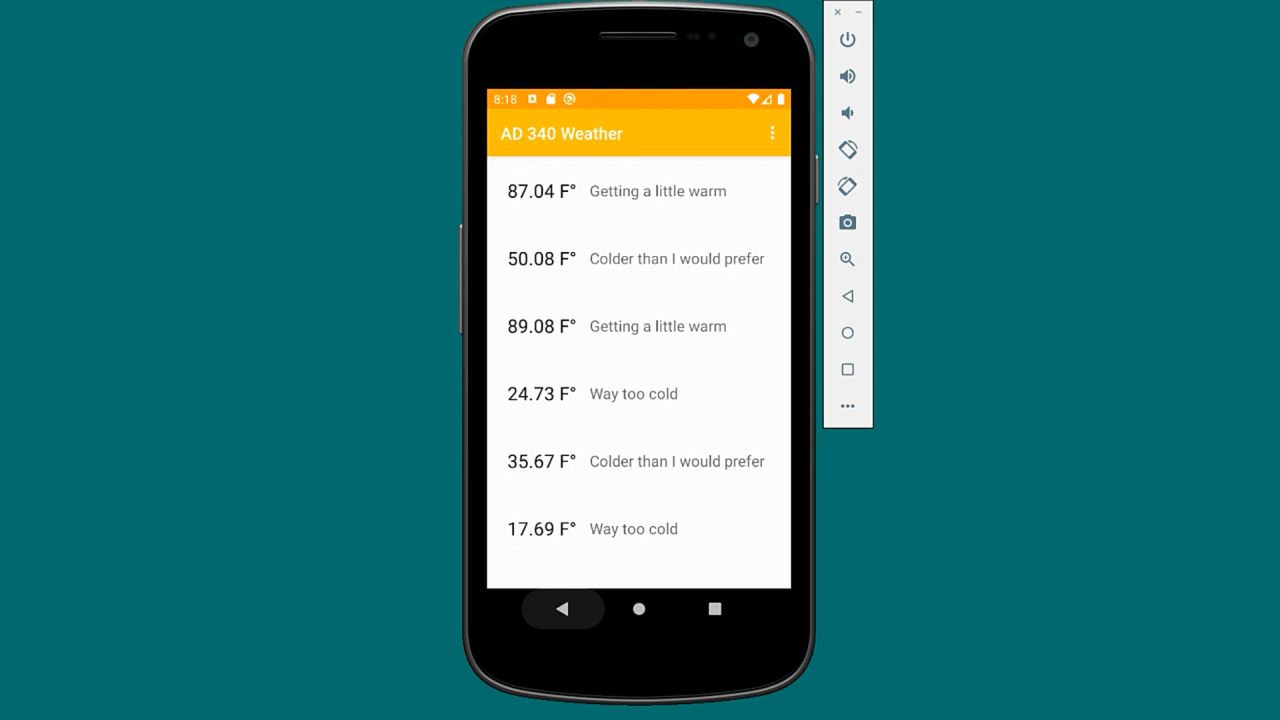 8:18
AD 340 Weather
87.04 F° Getting a little warm
50.08 F° Colder than I would prefer
89.08 F° Getting a little warm
24.73 F° Way too cold
35.67 F° Colder than I would prefer
17.69 F° Way too cold